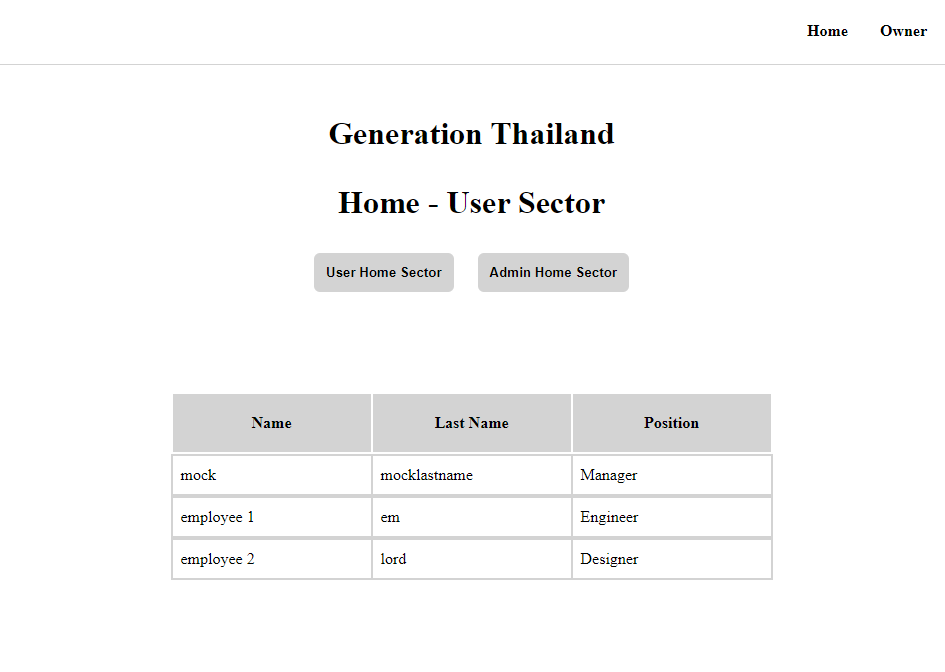 Home Owner
Generation Thailand
Home - User Sector
User Home Sector Admin Home Sector
Name Last Name Position
mock mocklastname Manager
employee 1 em Engineer
employee 2 lord Designer